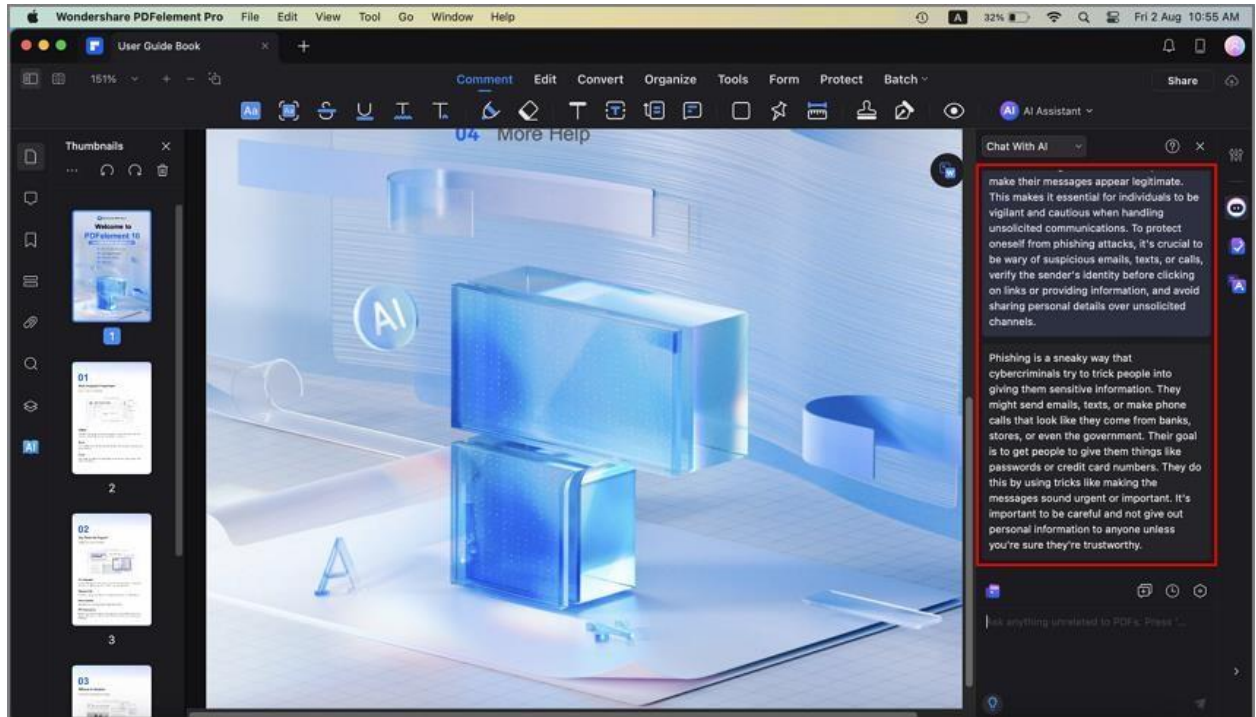 Wondershare PDFelement Pro File Edit View Tool Go Window Help A 32% Fri 2 Aug 10:55 AM
User Guide Book
151%
Comment Edit Convert Organize Tools Form Protect Batch Share
AI Assistant
Thumbnails
04 More Help
Chat With AI
make their messages appear legitimate.
This makes it essential for individuals to be
vigilant and cautious when handling
unsolicited communications. To protect
oneself from phishing attacks, it's crucial to
be wary of suspicious emails, texts, or calls,
verify the sender's identity before clicking
on links or providing information, and avoid
sharing personal details over unsolicited
channels.
Phishing is a sneaky way that
cybercriminals try to trick people into
giving them sensitive information. They
might send emails, texts, or make phone
calls that look like they come from banks,
stores, or even the government. Their goal
is to get people to give them things like
passwords or credit card numbers. They do
this by using tricks like making the
messages sound urgent or important. It's
important to be careful and not give out
personal information to anyone unless
you're sure they're trustworthy.
Ask anything unrelated to PDFs. Press '...
Welcome to
PDFelement 10
1
01
2
02
3
03
AI
AI
A